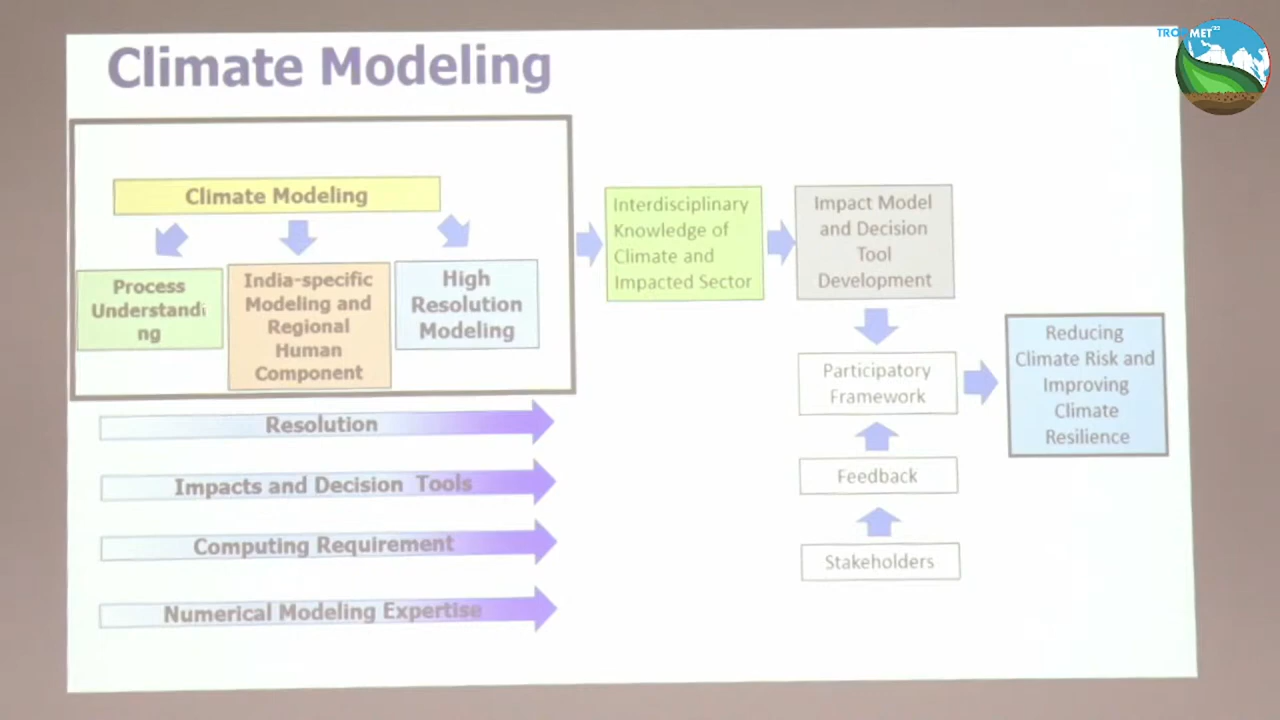 Climate Modeling
TROPMET'25
Climate Modeling
Process
Understandi
ng
India-specific
Modeling and
Regional
Human
Component
High
Resolution
Modeling
Interdisciplinary
Knowledge of
Climate and
Impacted Sector
Impact Model
and Decision
Tool
Development
Participatory
Framework
Feedback
Stakeholders
Reducing
Climate Risk and
Improving
Climate
Resilience
Resolution
Impacts and Decision Tools
Computing Requirement
Numerical Modeling Expertise